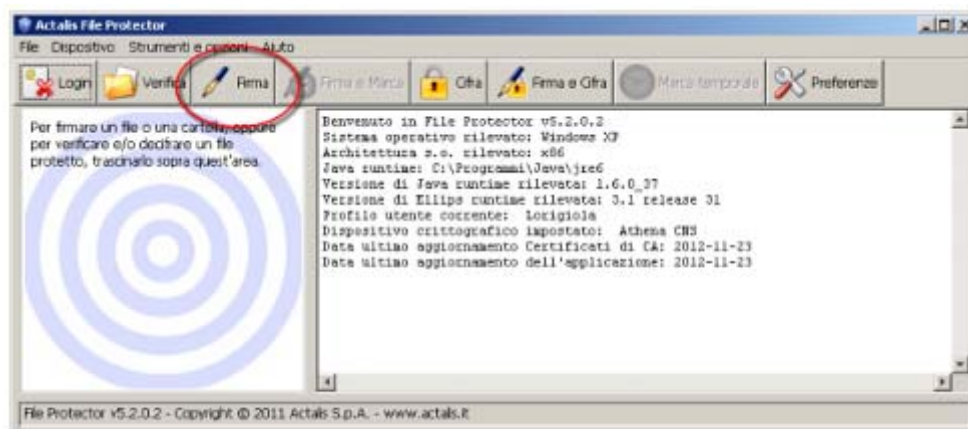 Actalis File Protector
File Dispositivo Strumenti e opzioni Aiuto
Login Verifica Firma Firma e Marca Cifra Firma e Cifra Marca temporale Preferenze
Per firmare un file o una cartella, oppure
per verificare e/o decifrare un file
protetto, trascinarlo sopra quest'area.
Benvenuto in File Protector v5.2.0.2
Sistema operativo rilevato: Windows XP
Architettura s.o. rilevato: x86
Java runtime: C:\Programmi\Java\jre6
Versione di Java runtime rilevata: 1.6.0_37
Versione di Ellips runtime rilevata: 3.1 release 31
Profilo utente corrente: Lorigiola
Dispositivo crittografico impostato: Athena CNS
Data ultimo aggiornamento Certificati di CA: 2012-11-23
Data ultimo aggiornamento dell'applicazione: 2012-11-23
File Protector v5.2.0.2 - Copyright © 2011 Actalis S.p.A. - www.actalis.it